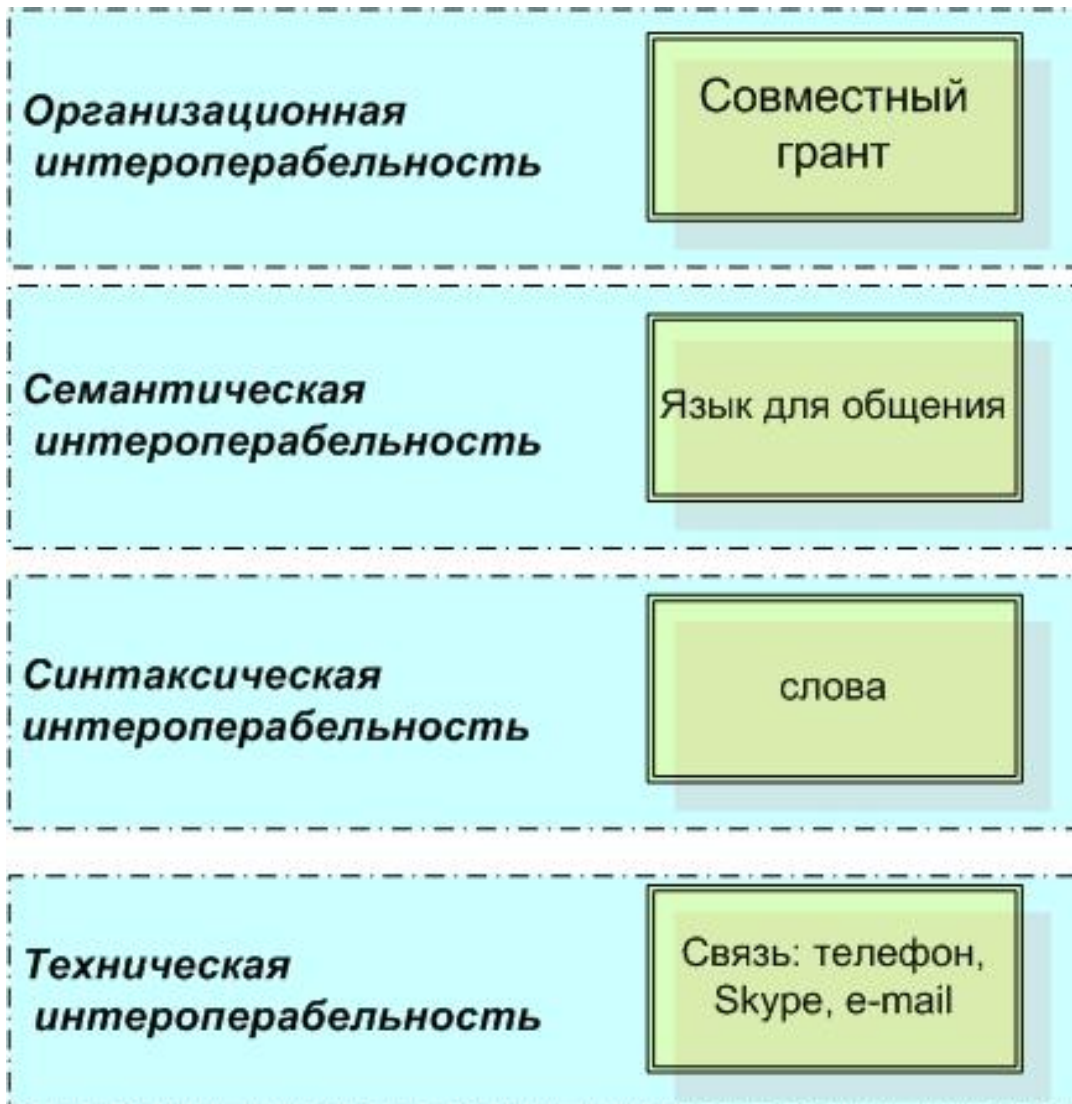 Организационная
интероперабельность
Совместный
грант
Семантическая
интероперабельность
Язык для общения
Синтаксическая
интероперабельность
слова
Техническая
интероперабельность
Связь: телефон,
Skype, e-mail